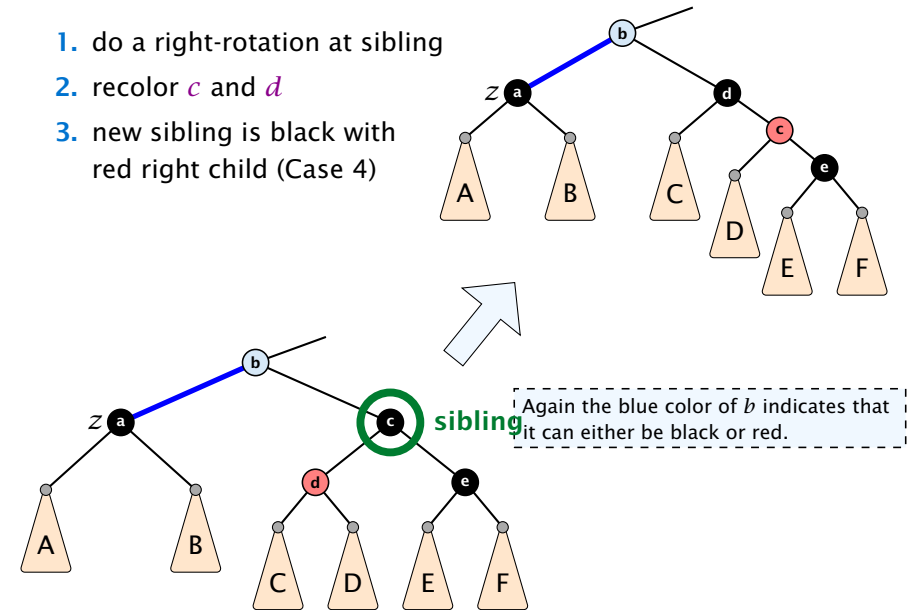 1. do a right-rotation at sibling
2. recolor c and d
3. new sibling is black with
red right child (Case 4)
b
z a
d
c
e
A
B
C
D
E
F
b
z a
c
sibling
Again the blue color of b indicates that
it can either be black or red.
d
e
A
B
C
D
E
F